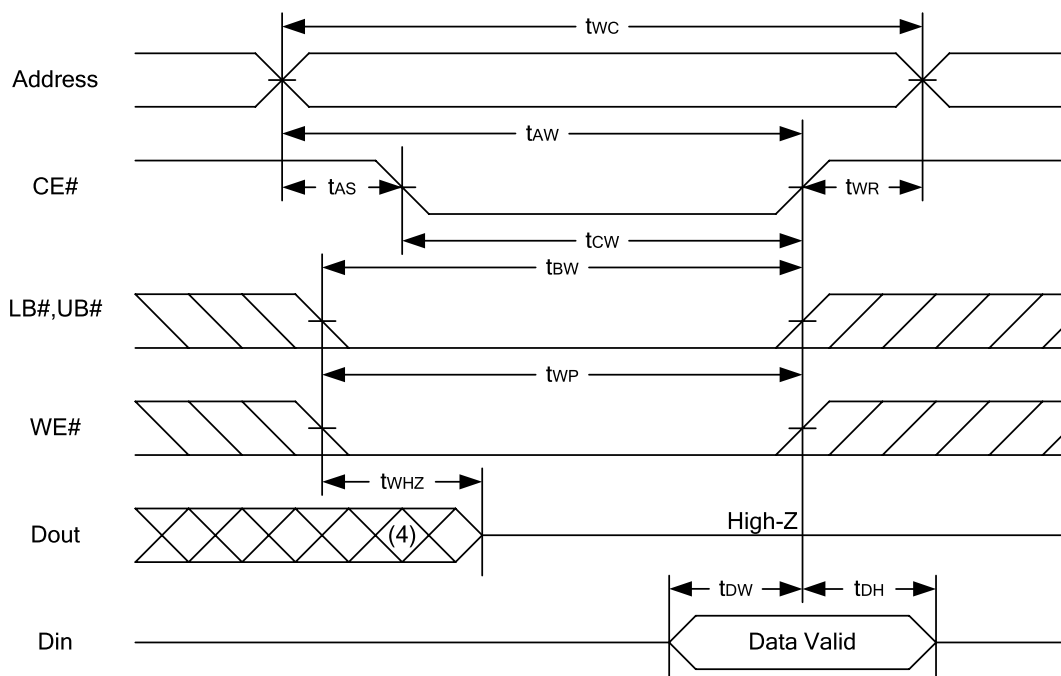 tWC
Address
tAW
CE#
tAS
tWR
tCW
tBW
LB#,UB#
tWP
WE#
tWHZ
Dout
(4)
High-Z
tDW
tDH
Din
Data Valid